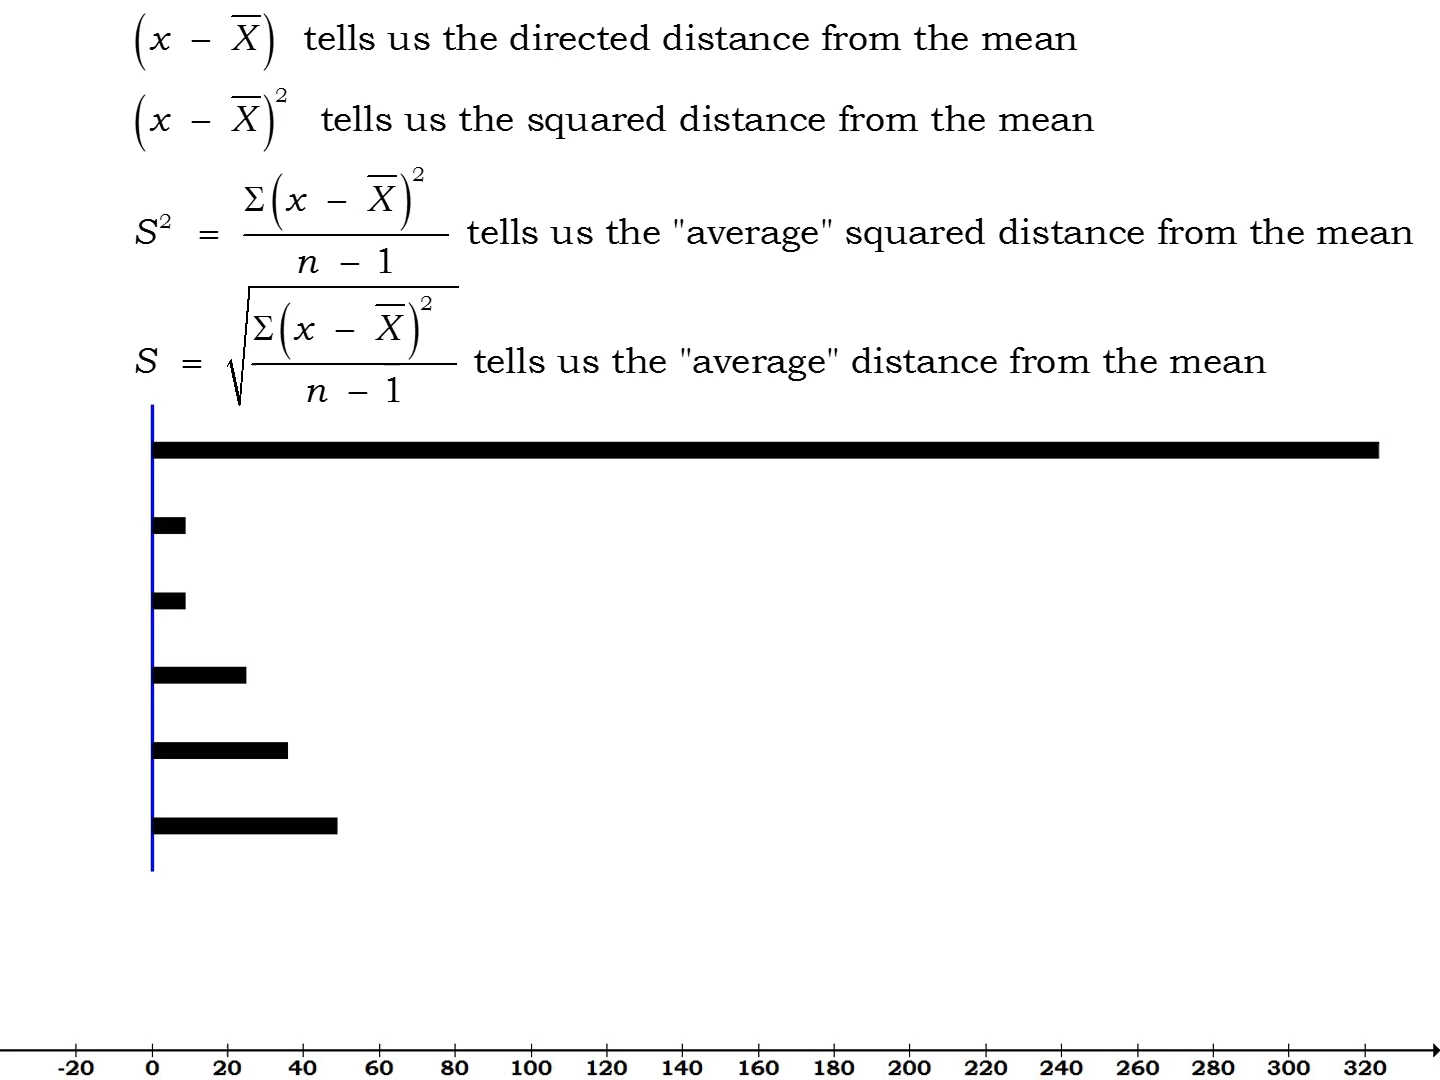 (x − X̅) tells us the directed distance from the mean
(x − X̅)² tells us the squared distance from the mean
S² = Σ(x − X̅)² / n − 1 tells us the "average" squared distance from the mean
S = √Σ(x − X̅)² / n − 1 tells us the "average" distance from the mean
-20 0 20 40 60 80 100 120 140 160 180 200 220 240 260 280 300 320